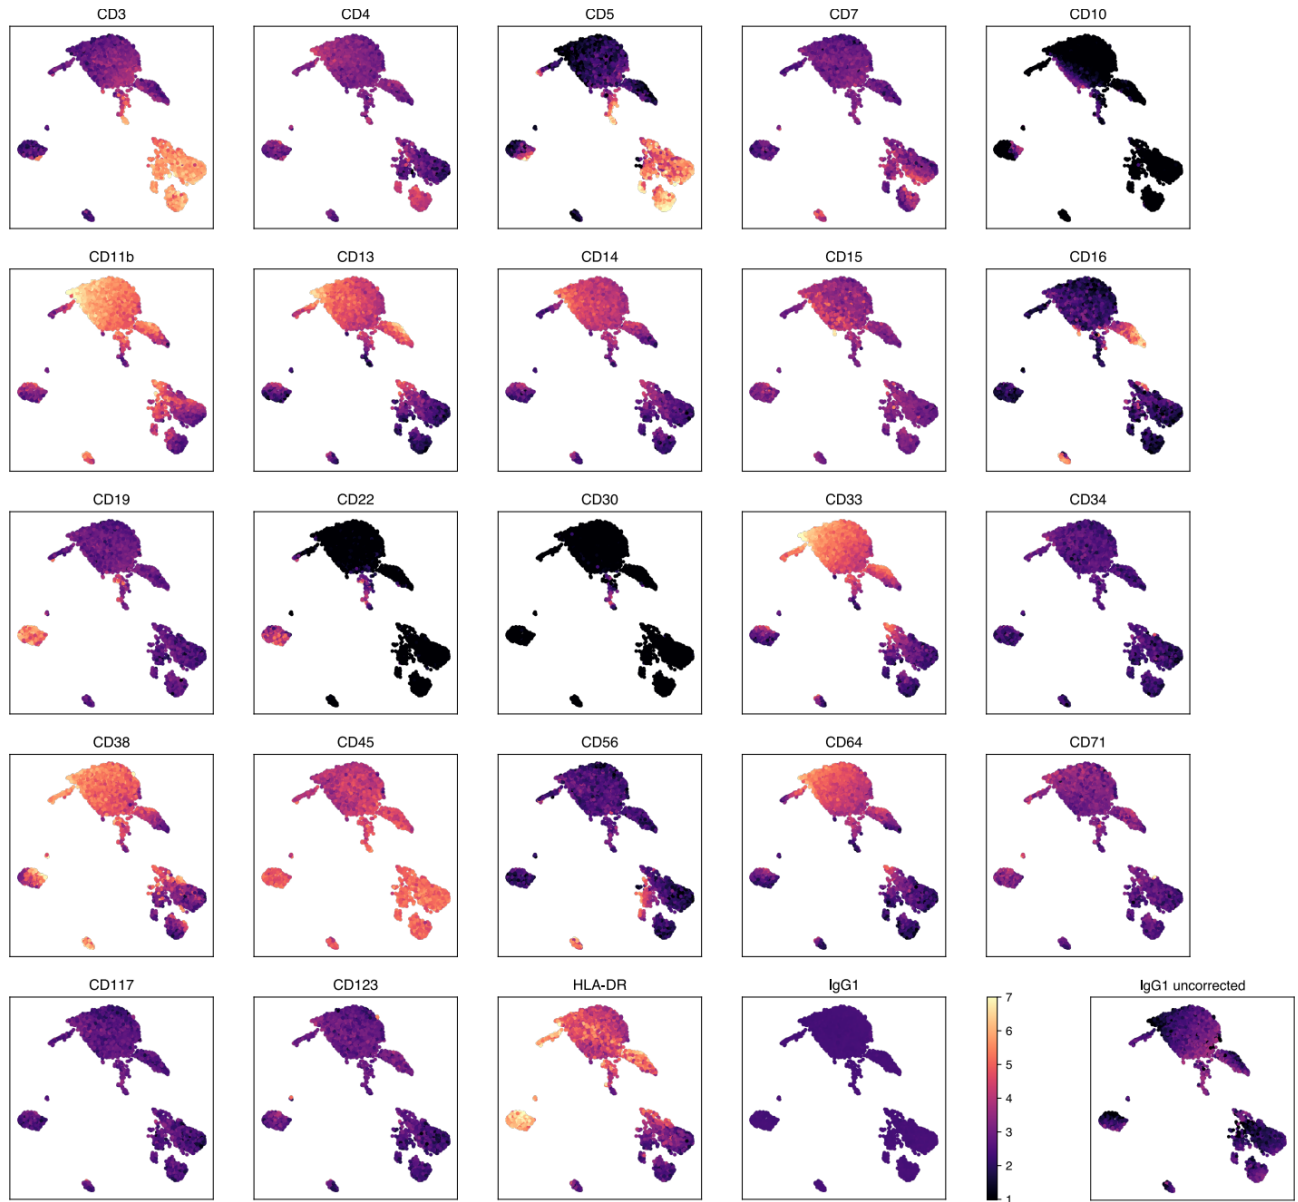 CD3 CD4 CD5 CD7 CD10
CD11b CD13 CD14 CD15 CD16
CD19 CD22 CD30 CD33 CD34
CD38 CD45 CD56 CD64 CD71
CD117 CD123 HLA-DR IgG1 IgG1 uncorrected
7
6
5
4
3
2
1